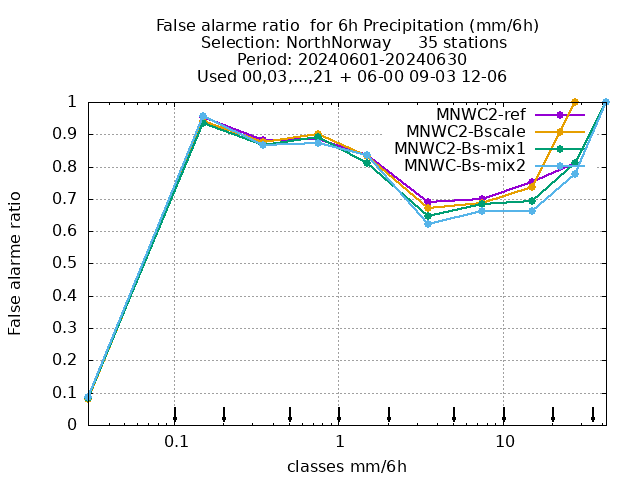 False alarme ratio  for 6h Precipitation (mm/6h)
Selection: NorthNorway     35 stations
Period: 20240601-20240630
Used 00,03,...,21 + 06-00 09-03 12-06
MNWC2-ref
MNWC2-Bscale
MNWC2-Bs-mix1
MNWC-Bs-mix2
False alarme ratio
1
0.9
0.8
0.7
0.6
0.5
0.4
0.3
0.2
0.1
0
0.1
1
10
classes mm/6h